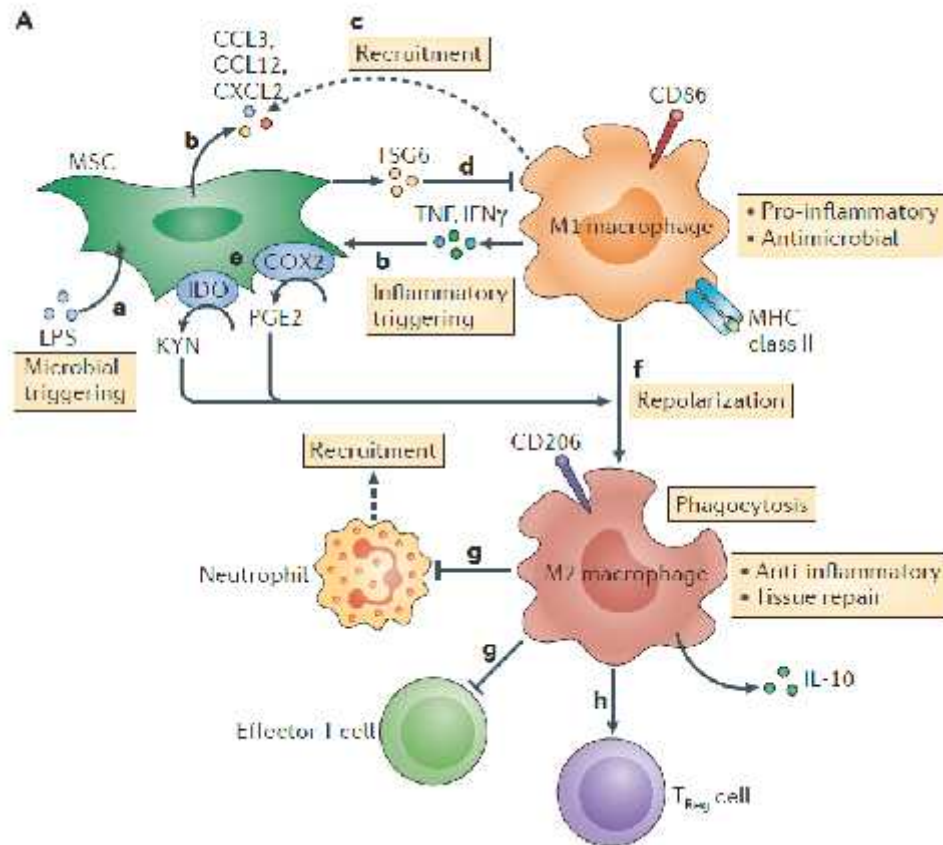 A
CCL3,
CCL12,
CXCL2
c
Recruitment
CD86
b
MSC
TSG6
d
TNF, IFNγ
M1 macrophage
• Pro-inflammatory
• Antimicrobial
e
COX2
b
IDO
Inflammatory
triggering
a
LPS
PGE2
KYN
MHC
class II
Microbial
triggering
f
Repolarization
CD206
Recruitment
Phagocytosis
Neutrophil
g
M2 macrophage
• Anti-inflammatory
• Tissue repair
g
IL-10
h
Effector T cell
TReg cell